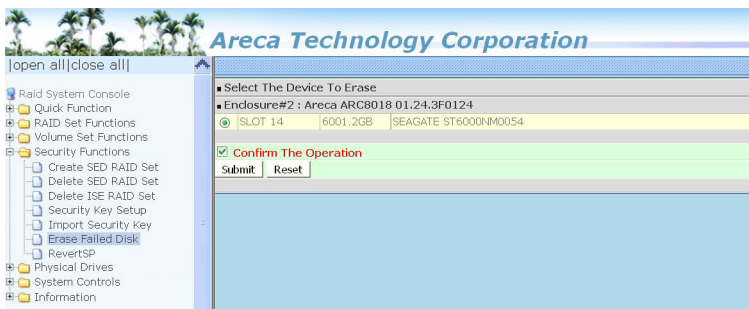 Areca Technology Corporation
|open all|close all|
Raid System Console
Quick Function
RAID Set Functions
Volume Set Functions
Security Functions
Create SED RAID Set
Delete SED RAID Set
Delete ISE RAID Set
Security Key Setup
Import Security Key
Erase Failed Disk
RevertSP
Physical Drives
System Controls
Information
Select The Device To Erase
Enclosure#2 : Areca ARC8018 01.24.3F0124
SLOT 14 6001.2GB SEAGATE ST6000NM0054
Confirm The Operation
Submit Reset